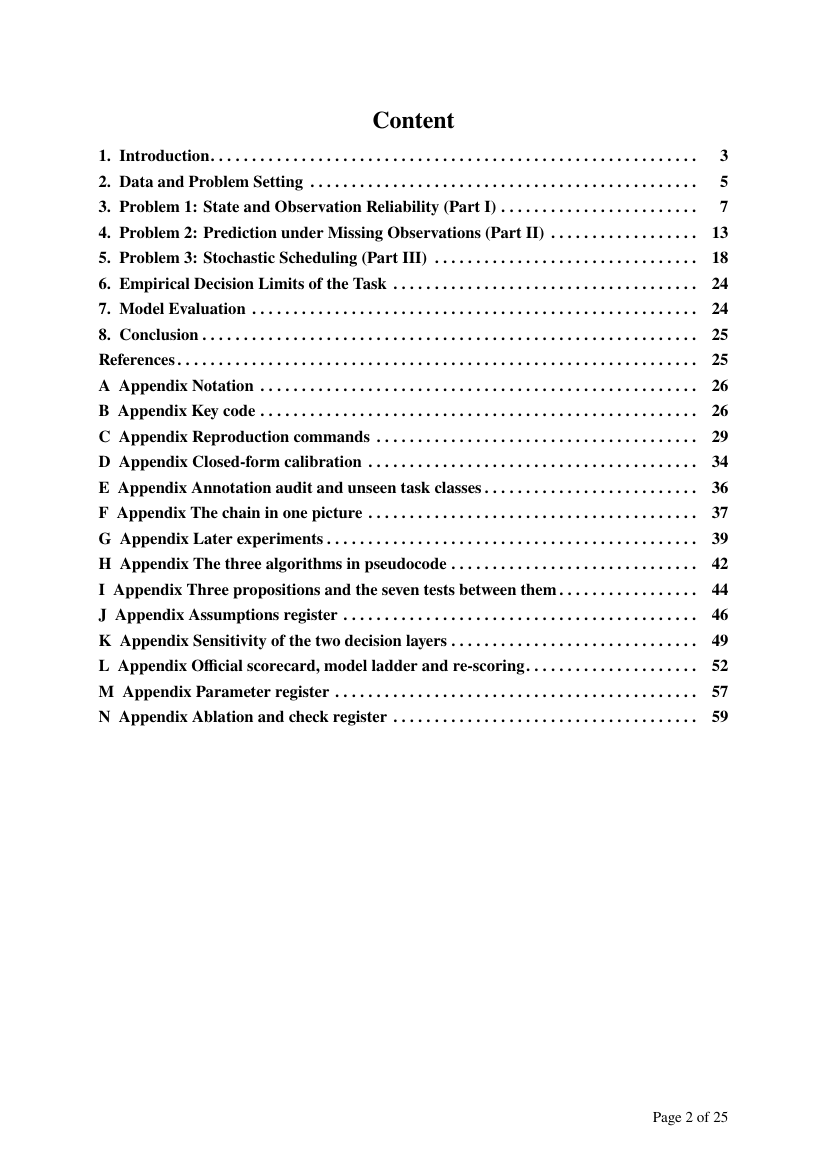 Content
1. Introduction. . . . . . . . . . . . . . . . . . . . . . . . . . . . . . . . . . . . . . . . . . . . . . . . . . . . . . . . . . . 3
2. Data and Problem Setting . . . . . . . . . . . . . . . . . . . . . . . . . . . . . . . . . . . . . . . . . . . . . . . 5
3. Problem 1: State and Observation Reliability (Part I) . . . . . . . . . . . . . . . . . . . . . . . . 7
4. Problem 2: Prediction under Missing Observations (Part II) . . . . . . . . . . . . . . . . . . 13
5. Problem 3: Stochastic Scheduling (Part III) . . . . . . . . . . . . . . . . . . . . . . . . . . . . . . . . 18
6. Empirical Decision Limits of the Task . . . . . . . . . . . . . . . . . . . . . . . . . . . . . . . . . . . . . 24
7. Model Evaluation . . . . . . . . . . . . . . . . . . . . . . . . . . . . . . . . . . . . . . . . . . . . . . . . . . . . . . 24
8. Conclusion . . . . . . . . . . . . . . . . . . . . . . . . . . . . . . . . . . . . . . . . . . . . . . . . . . . . . . . . . . . . 25
References . . . . . . . . . . . . . . . . . . . . . . . . . . . . . . . . . . . . . . . . . . . . . . . . . . . . . . . . . . . . . . . 25
A Appendix Notation . . . . . . . . . . . . . . . . . . . . . . . . . . . . . . . . . . . . . . . . . . . . . . . . . . . . . 26
B Appendix Key code . . . . . . . . . . . . . . . . . . . . . . . . . . . . . . . . . . . . . . . . . . . . . . . . . . . . . 26
C Appendix Reproduction commands . . . . . . . . . . . . . . . . . . . . . . . . . . . . . . . . . . . . . . . 29
D Appendix Closed-form calibration . . . . . . . . . . . . . . . . . . . . . . . . . . . . . . . . . . . . . . . . 34
E Appendix Annotation audit and unseen task classes . . . . . . . . . . . . . . . . . . . . . . . . . . 36
F Appendix The chain in one picture . . . . . . . . . . . . . . . . . . . . . . . . . . . . . . . . . . . . . . . . 37
G Appendix Later experiments . . . . . . . . . . . . . . . . . . . . . . . . . . . . . . . . . . . . . . . . . . . . . 39
H Appendix The three algorithms in pseudocode . . . . . . . . . . . . . . . . . . . . . . . . . . . . . . 42
I Appendix Three propositions and the seven tests between them . . . . . . . . . . . . . . . . . 44
J Appendix Assumptions register . . . . . . . . . . . . . . . . . . . . . . . . . . . . . . . . . . . . . . . . . . . 46
K Appendix Sensitivity of the two decision layers . . . . . . . . . . . . . . . . . . . . . . . . . . . . . . 49
L Appendix Official scorecard, model ladder and re-scoring . . . . . . . . . . . . . . . . . . . . . 52
M Appendix Parameter register . . . . . . . . . . . . . . . . . . . . . . . . . . . . . . . . . . . . . . . . . . . . 57
N Appendix Ablation and check register . . . . . . . . . . . . . . . . . . . . . . . . . . . . . . . . . . . . . 59
Page 2 of 25